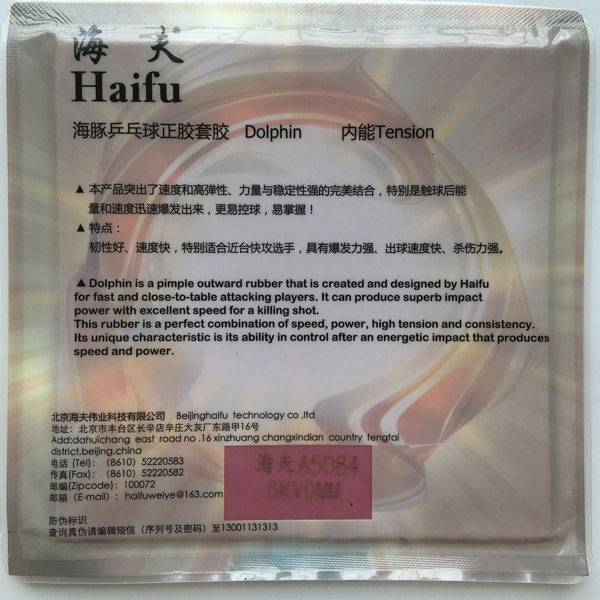 海夫®
Haifu
海豚乒乓球正胶套胶 Dolphin 内能Tension
▲ 本产品突出了速度和高弹性、力量与稳定性强的完美结合，特别是触球后能
量和速度迅速爆发出来，更易控球，易掌握！
▲ 特点：
韧性好、速度快，特别适合近台快攻选手，具有爆发力强、出球速度快、杀伤力强。
▲ Dolphin is a pimple outward rubber that is created and designed by Haifu
for fast and close-to-table attacking players. It can produce superb impact
power with excellent speed for a killing shot.
This rubber is a perfect combination of speed, power, high tension and consistency.
Its unique characteristic is its ability in control after an energetic impact that produces
speed and power.
北京海夫伟业科技有限公司 Beijinghaifu technology co ,ltd
地址：北京市丰台区长辛店辛庄大灰厂东路甲16号
Add:dahuichang east road no .16 xinzhuang changxindian country fengtai
district,beijing,china
电话 (Tel)： (8610) 52220583
传真(Fax)： (8610) 52220582
邮编(Zipcode)：100072
邮箱（E-mail）：haifuweiye@163.com
海夫A5084
0KVDMM
防伪标识
查询真伪请编辑短信（序列号及密码）至13001131313